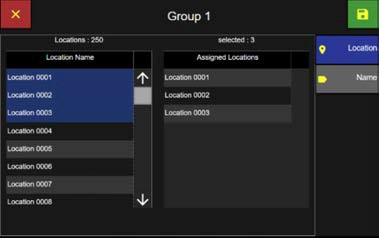 Group 1
Locations : 250
selected : 3
Location Name
Assigned Locations
Location 0001
Location 0002
Location 0003
Location 0004
Location 0005
Location 0006
Location 0007
Location 0008
Location 0001
Location 0002
Location 0003
Location
Name